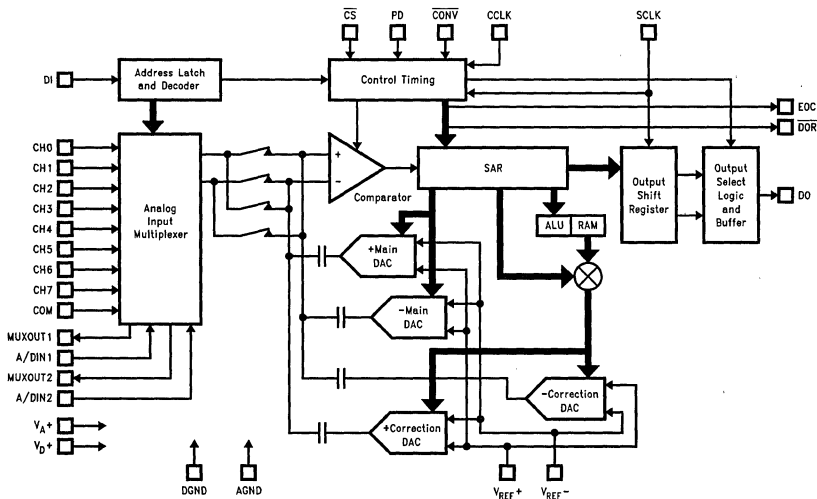 CS
PD
CONV
CCLK
SCLK
DI
Address Latch
and Decoder
Control Timing
EOC
DOR
CH0
CH1
CH2
CH3
CH4
CH5
CH6
CH7
COM
MUXOUT1
A/DIN1
MUXOUT2
A/DIN2
VA+
VD+
Analog
Input
Multiplexer
+
−
Comparator
SAR
ALU
RAM
Output
Shift
Register
Output
Select
Logic
and
Buffer
DO
+Main
DAC
−Main
DAC
−Correction
DAC
+Correction
DAC
DGND
AGND
VREF+
VREF−